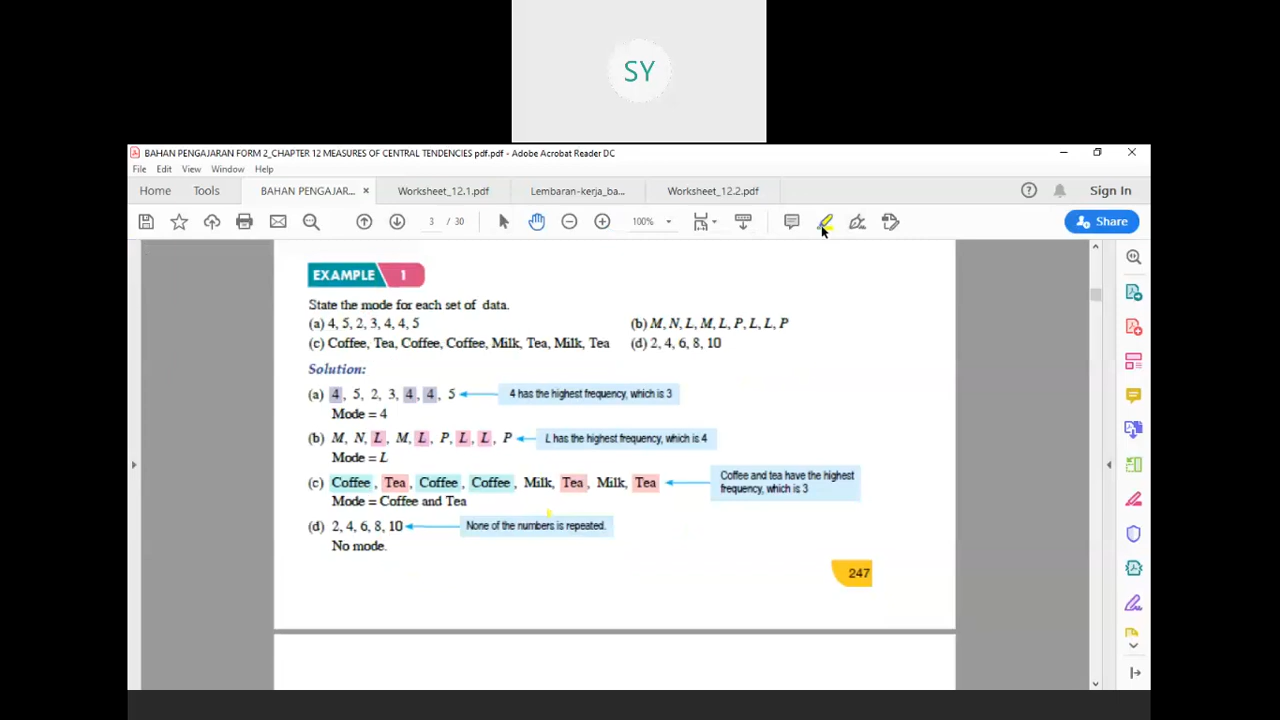 SY
BAHAN PENGAJARAN FORM 2_CHAPTER 12 MEASURES OF CENTRAL TENDENCIES pdf.pdf - Adobe Acrobat Reader DC
File Edit View Window Help
Home Tools BAHAN PENGAJAR... × Worksheet_12.1.pdf Lembaran-kerja_ba... Worksheet_12.2.pdf Sign In
3 / 30 100% Share
EXAMPLE 1
State the mode for each set of data.
(a) 4, 5, 2, 3, 4, 4, 5 (b) M, N, L, M, L, P, L, L, P
(c) Coffee, Tea, Coffee, Coffee, Milk, Tea, Milk, Tea (d) 2, 4, 6, 8, 10
Solution:
(a) 4, 5, 2, 3, 4, 4, 5 4 has the highest frequency, which is 3
Mode = 4
(b) M, N, L, M, L, P, L, L, P L has the highest frequency, which is 4
Mode = L
(c) Coffee, Tea, Coffee, Coffee, Milk, Tea, Milk, Tea Coffee and tea have the highest
frequency, which is 3
Mode = Coffee and Tea
(d) 2, 4, 6, 8, 10 None of the numbers is repeated.
No mode.
247